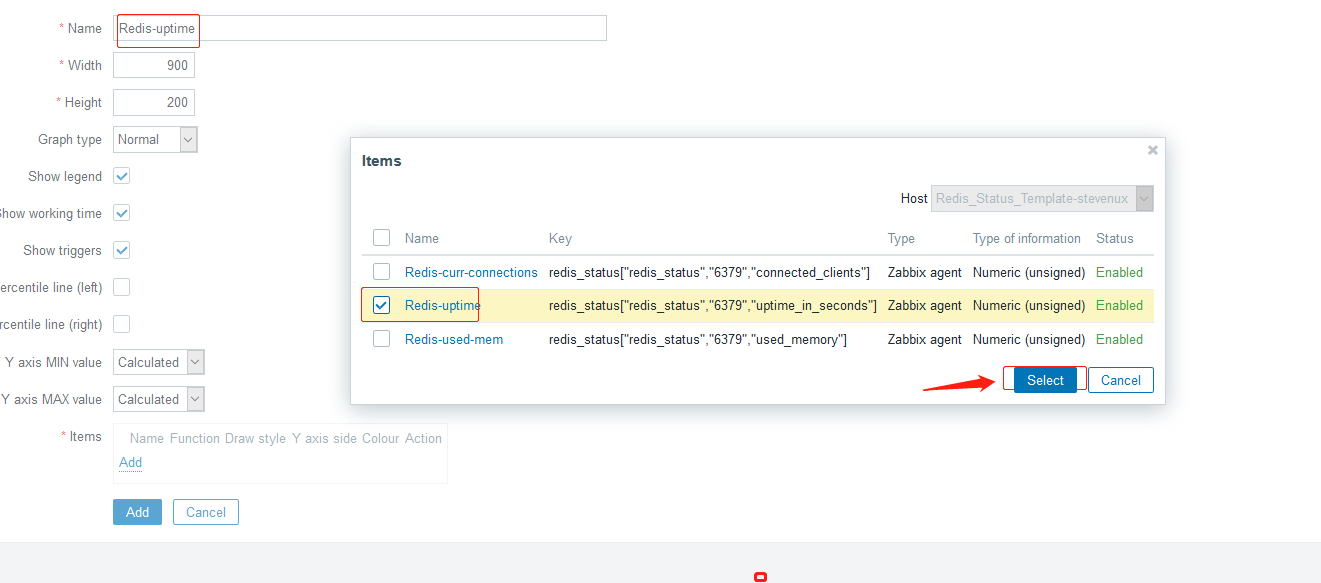 * Name Redis-uptime
* Width 900
* Height 200
Graph type Normal
Show legend
how working time
Show triggers
ercentile line (left)
rcentile line (right)
Y axis MIN value Calculated
Y axis MAX value Calculated
* Items Name Function Draw style Y axis side Colour Action
Add
Add Cancel
Items
Host Redis_Status_Template-stevenux
Name Key Type Type of information Status
Redis-curr-connections redis_status["redis_status","6379","connected_clients"] Zabbix agent Numeric (unsigned) Enabled
Redis-uptime redis_status["redis_status","6379","uptime_in_seconds"] Zabbix agent Numeric (unsigned) Enabled
Redis-used-mem redis_status["redis_status","6379","used_memory"] Zabbix agent Numeric (unsigned) Enabled
Select Cancel